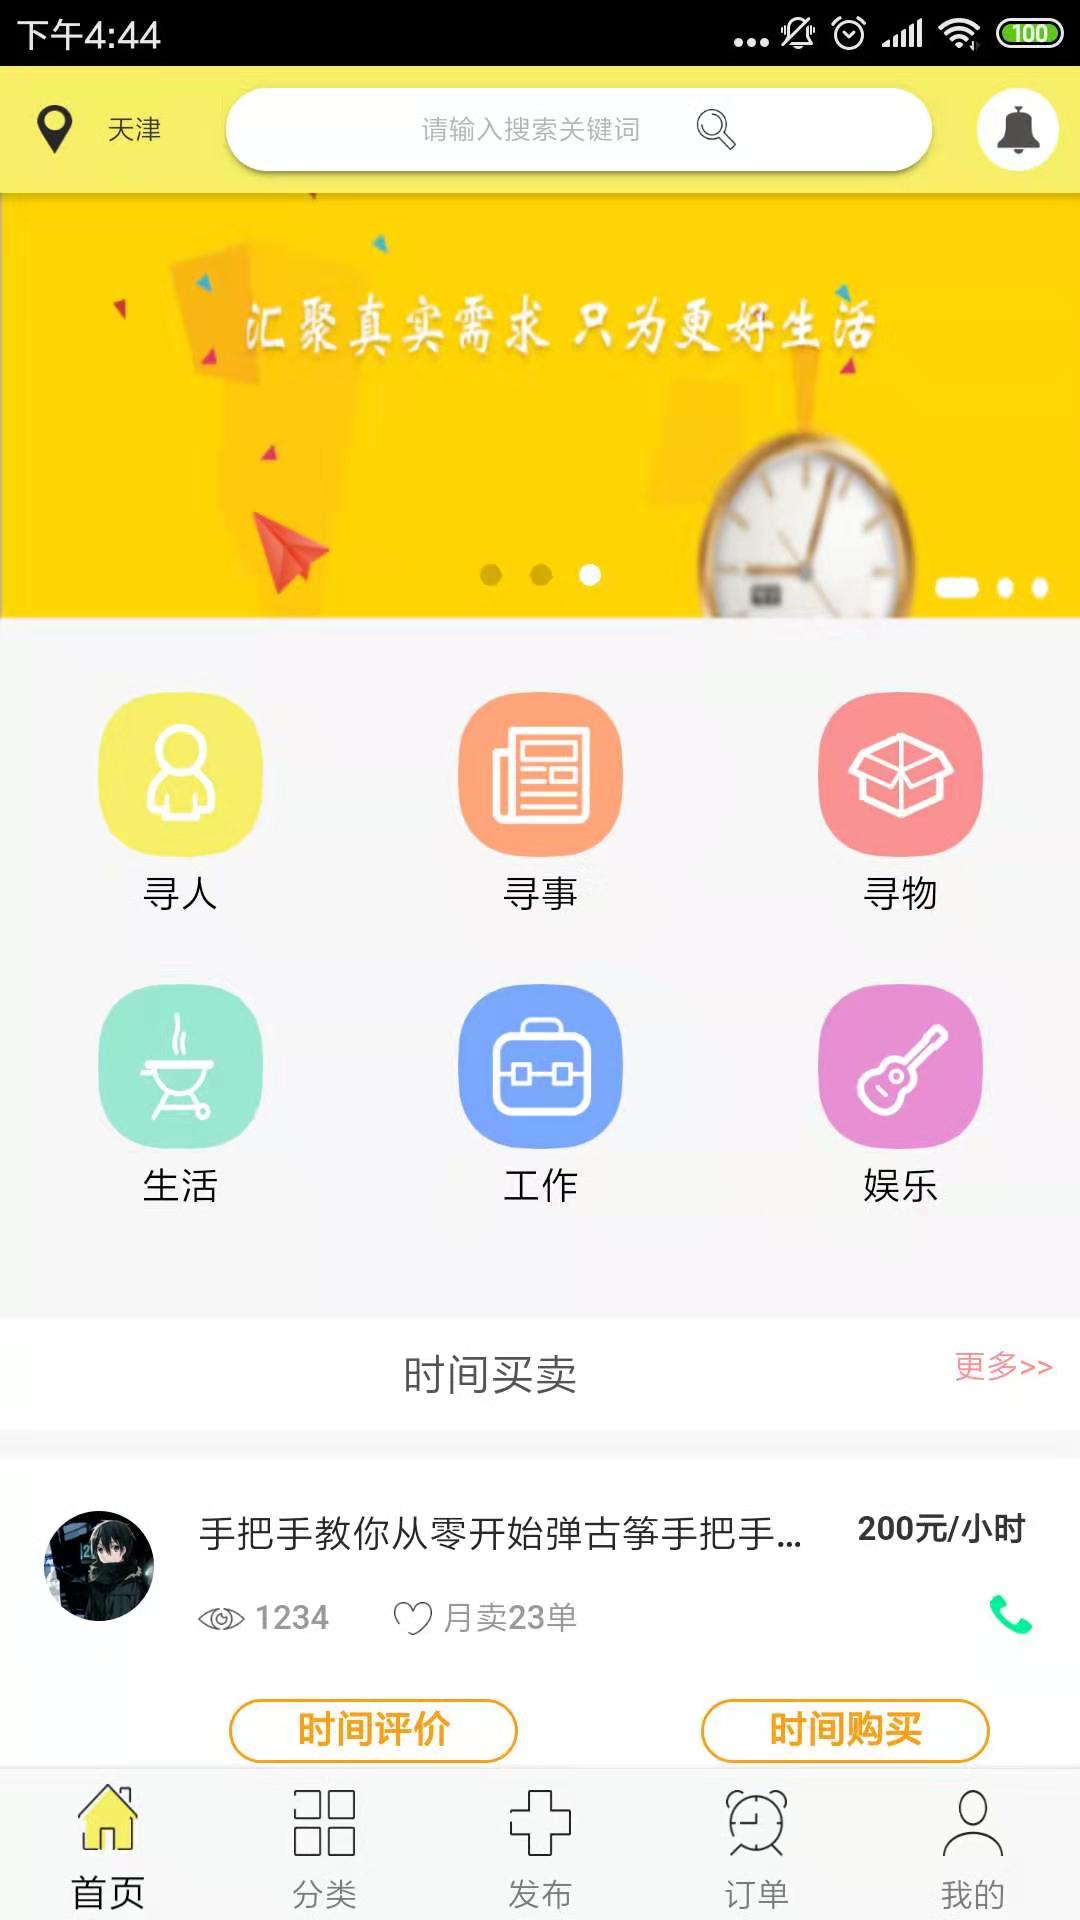 下午4:44
100
天津
请输入搜索关键词
汇聚真实需求 只为更好生活
寻人
寻事
寻物
生活
工作
娱乐
时间买卖
更多>>
手把手教你从零开始弹古筝手把手...
200元/小时
1234
月卖23单
时间评价
时间购买
首页
分类
发布
订单
我的